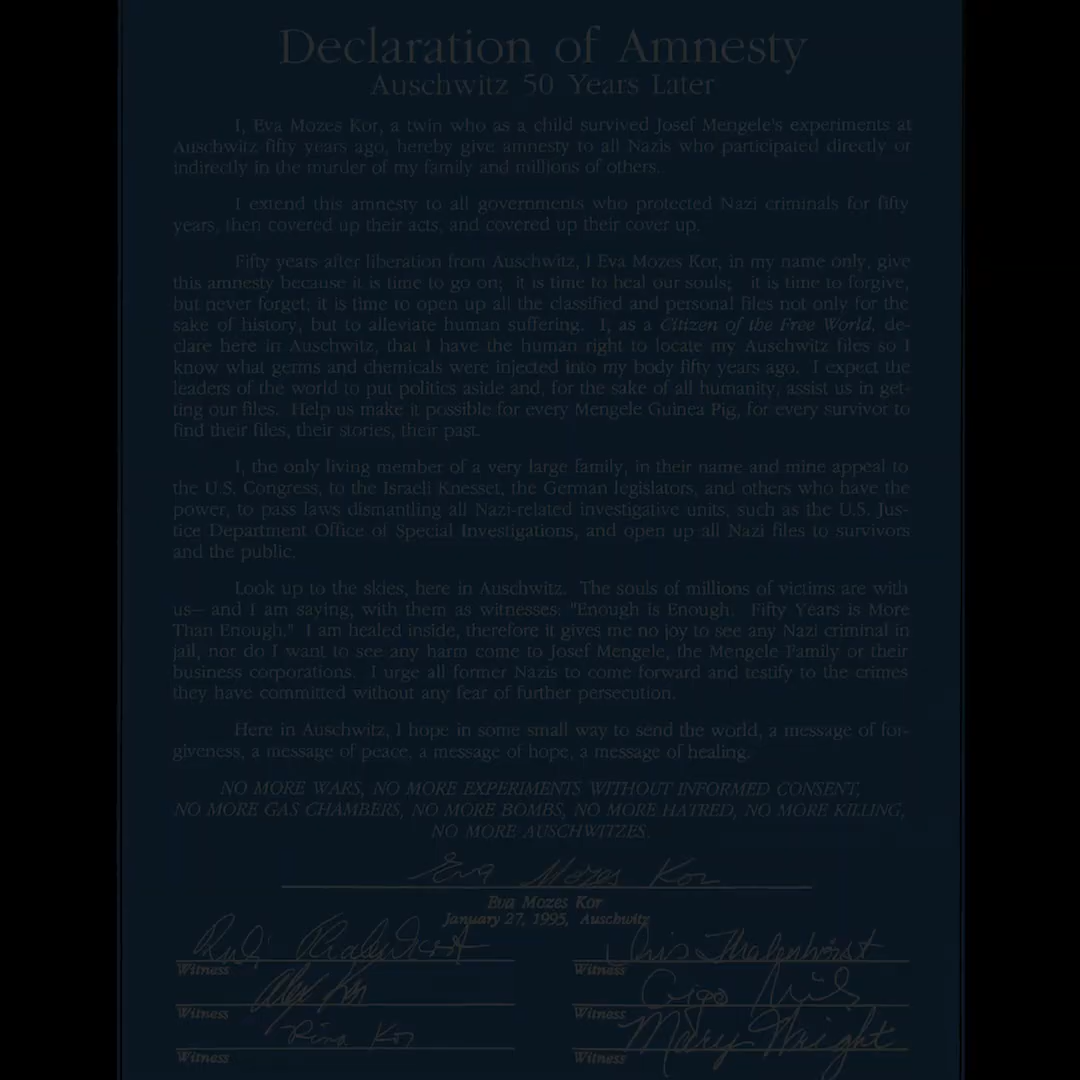 Declaration of Amnesty
Auschwitz 50 Years Later
I, Eva Mozes Kor, a twin who as a child survived Josef Mengele's experiments at
Auschwitz fifty years ago, hereby give amnesty to all Nazis who participated directly or
indirectly in the murder of my family and millions of others.
I extend this amnesty to all governments who protected Nazi criminals for fifty
years, then covered up their acts, and covered up their cover up.
Fifty years after liberation from Auschwitz, I Eva Mozes Kor, in my name only, give
this amnesty because it is time to go on; it is time to heal our souls; it is time to forgive,
but never forget; it is time to open up all the classified and personal files not only for the
sake of history, but to alleviate human suffering. I, as a Citizen of the Free World, de-
clare here in Auschwitz, that I have the human right to locate my Auschwitz files so I
know what germs and chemicals were injected into my body fifty years ago. I expect the
leaders of the world to put politics aside and, for the sake of all humanity, assist us in get-
ting our files. Help us make it possible for every Mengele Guinea Pig, for every survivor to
find their files, their stories, their past.
I, the only living member of a very large family, in their name and mine appeal to
the U.S. Congress, to the Israeli Knesset, the German legislators, and others who have the
power, to pass laws dismantling all Nazi-related investigative units, such as the U.S. Jus-
tice Department Office of Special Investigations, and open up all Nazi files to survivors
and the public.
Look up to the skies, here in Auschwitz. The souls of millions of victims are with
us— and I am saying, with them as witnesses: "Enough is Enough. Fifty Years is More
Than Enough." I am healed inside, therefore it gives me no joy to see any Nazi criminal in
jail, nor do I want to see any harm come to Josef Mengele, the Mengele Family or their
business corporations. I urge all former Nazis to come forward and testify to the crimes
they have committed without any fear of further persecution.
Here in Auschwitz, I hope in some small way to send the world, a message of for-
giveness, a message of peace, a message of hope, a message of healing.
NO MORE WARS, NO MORE EXPERIMENTS WITHOUT INFORMED CONSENT,
NO MORE GAS CHAMBERS, NO MORE BOMBS, NO MORE HATRED, NO MORE KILLING,
NO MORE AUSCHWITZES.
Eva Mozes Kor
Eva Mozes Kor
January 27, 1995, Auschwitz
Witness
Witness
Alex Kor
Witness
Witness
Rina Kor
Mary Wright
Witness
Witness